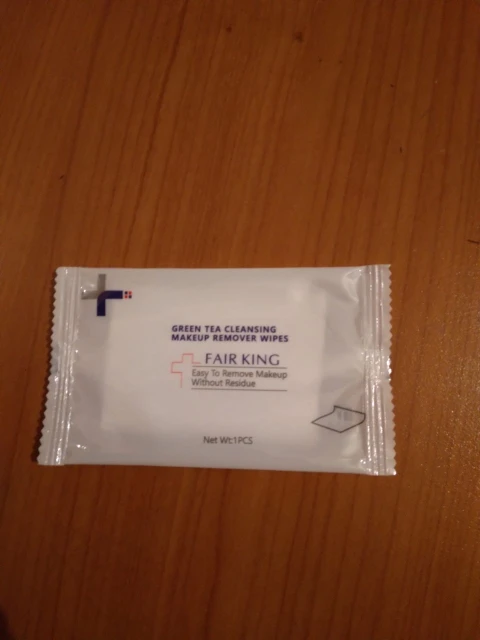 GREEN TEA CLEANSING
MAKEUP REMOVER WIPES
FAIR KING
Easy To Remove Makeup
Without Residue
Net Wt:1PCS